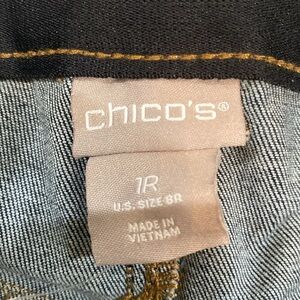 chico's®
1R
U.S. SIZE 8R
MADE IN
VIETNAM